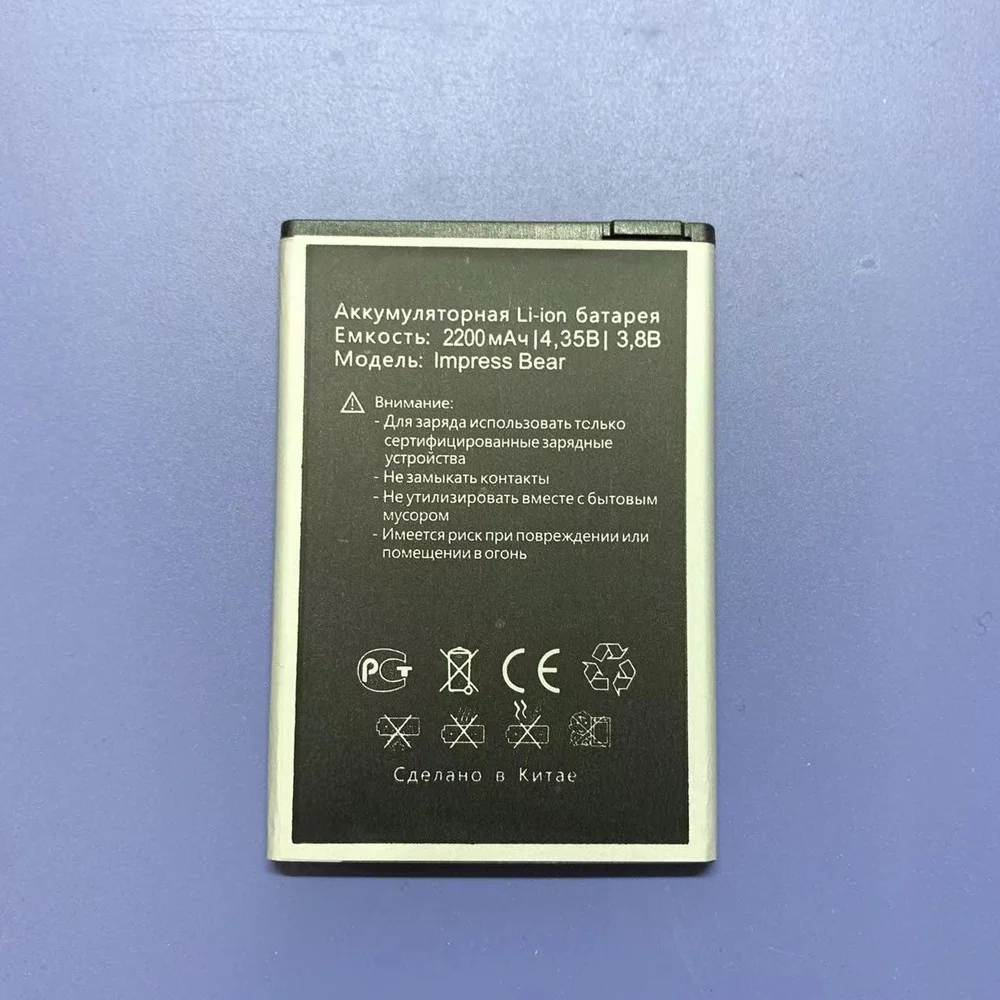 Аккумуляторная Li-ion батарея
Емкость: 2200мАч|4,35В| 3,8В
Модель: Impress Bear
Внимание:
- Для заряда использовать только
сертифицированные зарядные
устройства
- Не замыкать контакты
- Не утилизировать вместе с бытовым
мусором
- Имеется риск при повреждении или
помещении в огонь
РСТ CE
Сделано в Китае